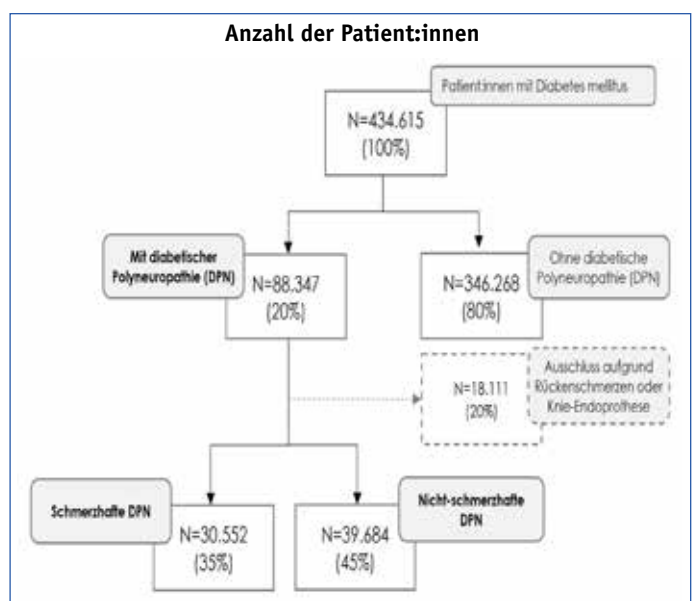 Anzahl der Patient:innen
Patient:innen mit Diabetes mellitus
N=434.615
(100%)
Mit diabetischer
Polyneuropathie (DPN)
N=88.347
(20%)
Ohne diabetische
Polyneuropathie (DPN)
N=346.268
(80%)
Ausschluss aufgrund
Rückenschmerzen oder
Knie-Endoprothese
N=18.111
(20%)
Schmerzhafte DPN
N=30.552
(35%)
Nicht-schmerzhafte
DPN
N=39.684
(45%)